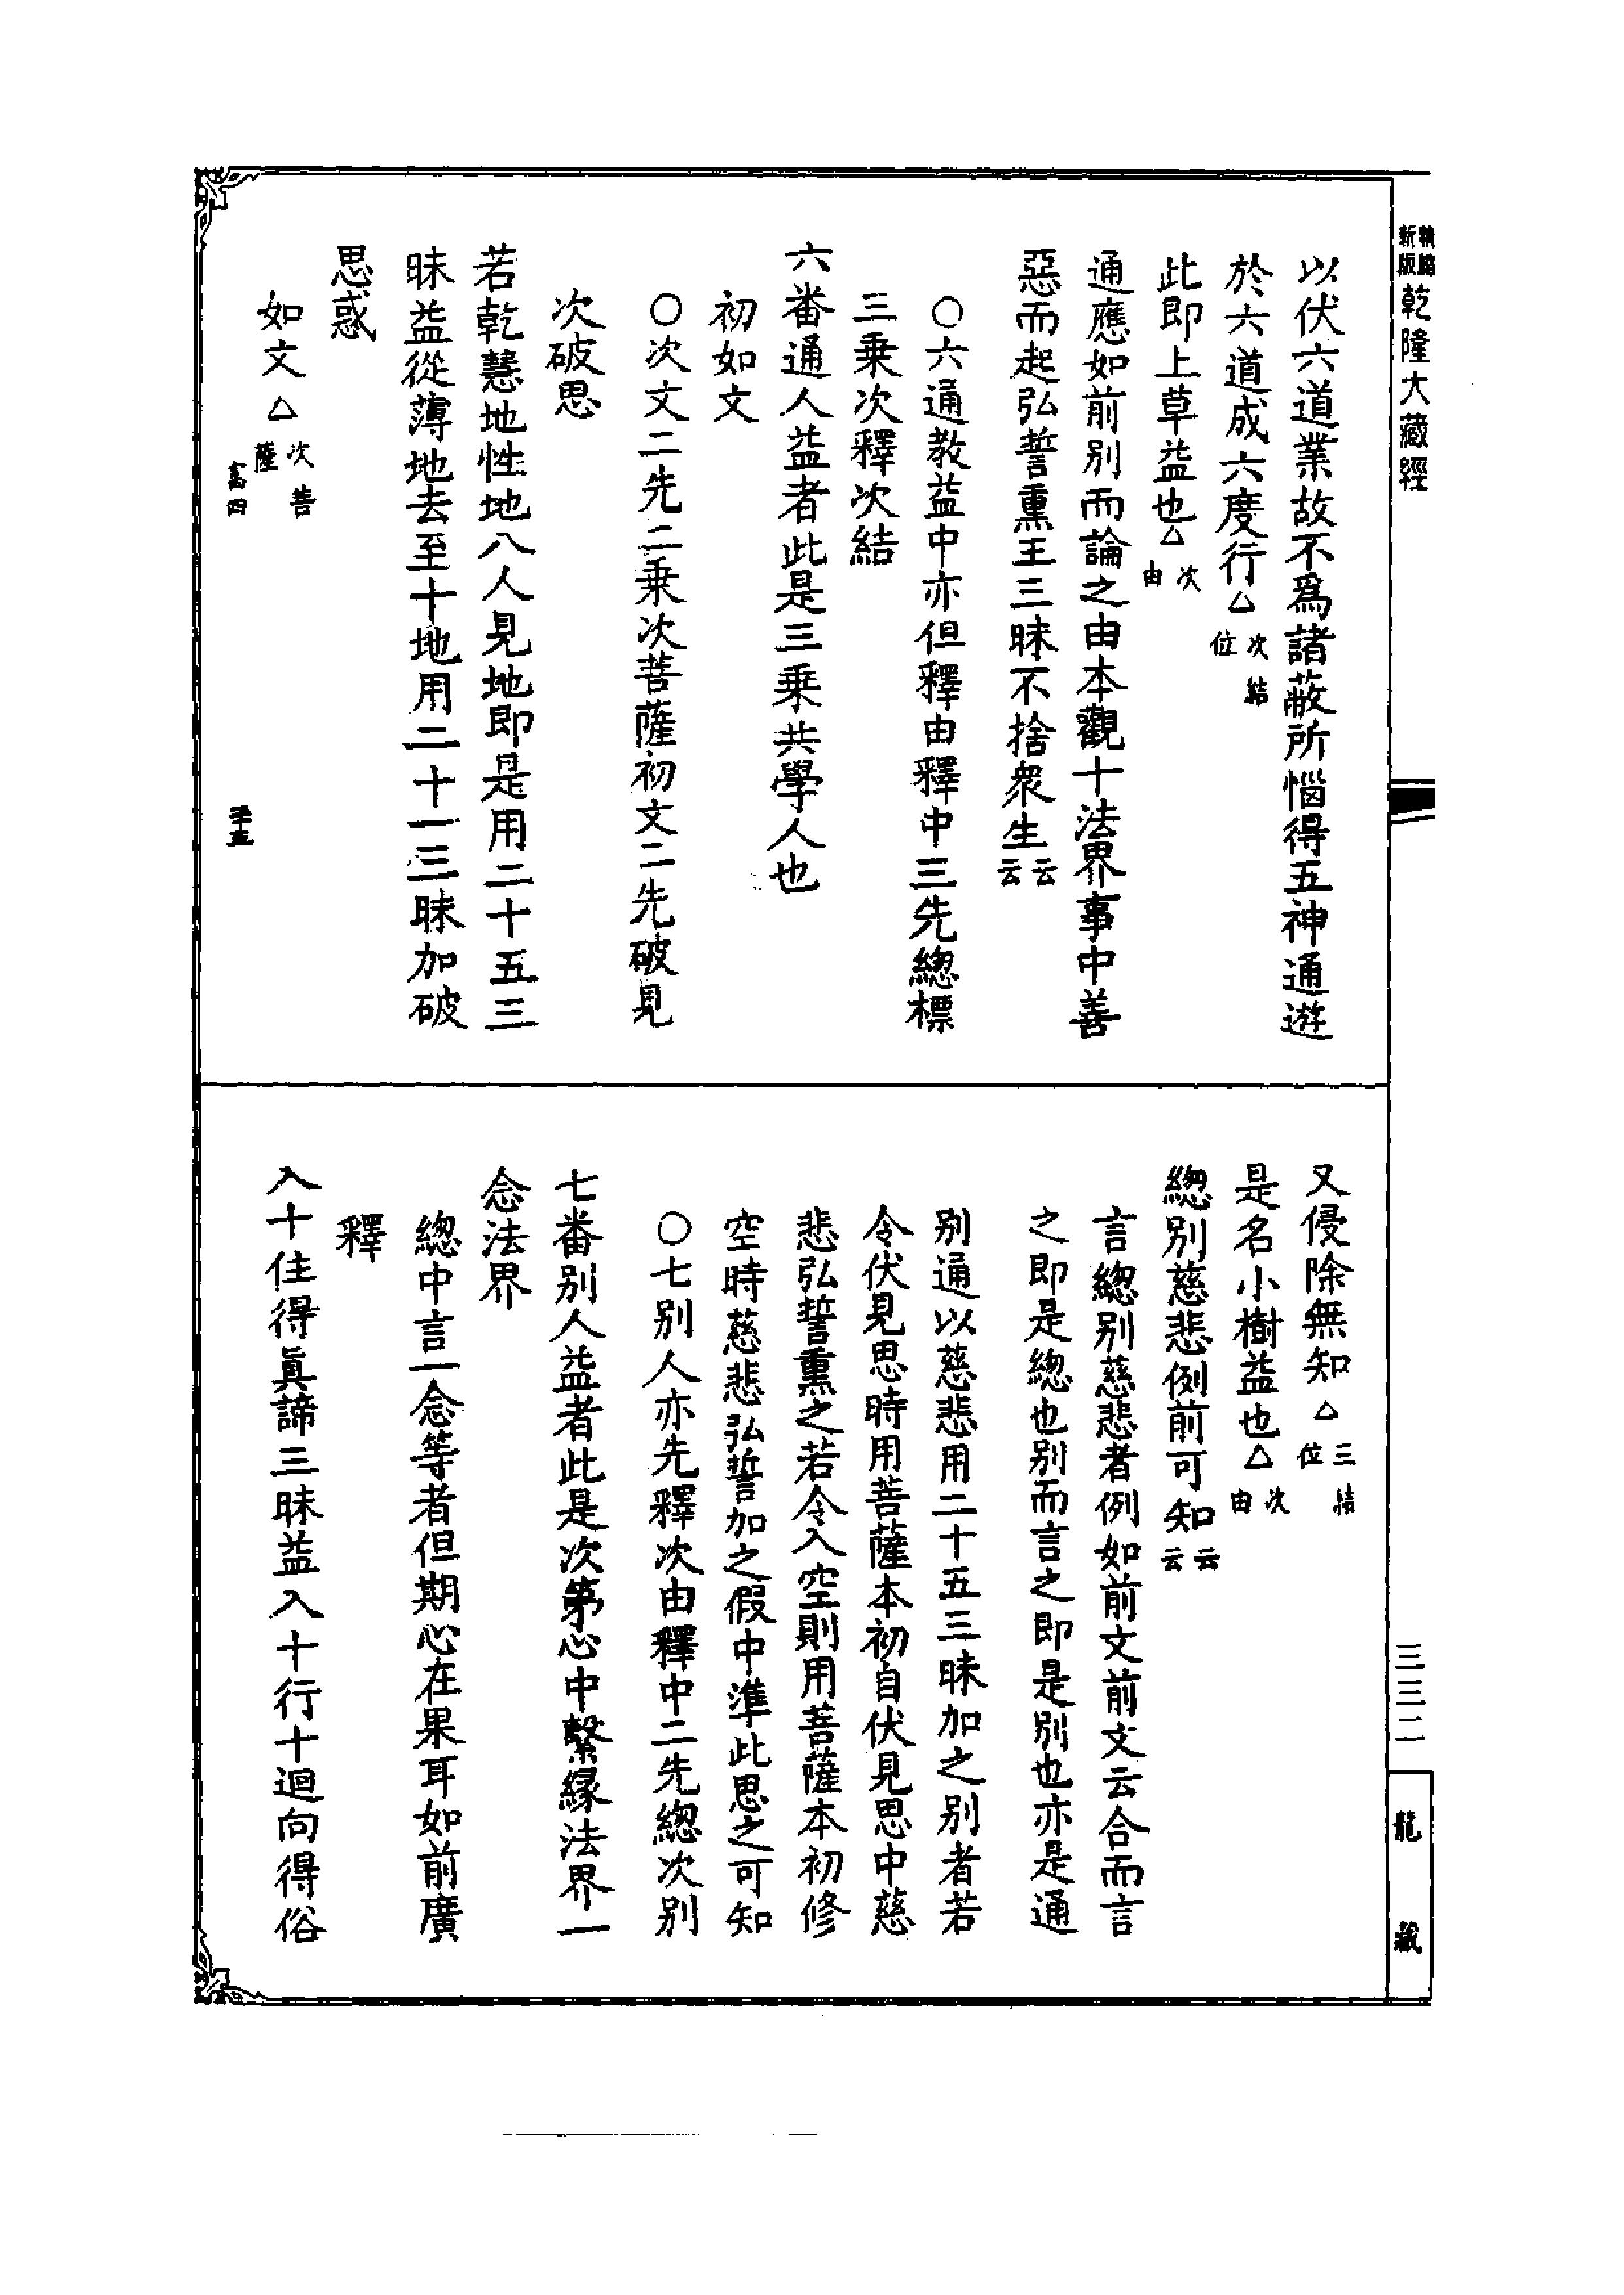 新版
乾隆大藏經
以伏六道業故不為諸蔽所惱得五神通遊
於六道成六度行△次結位
此即上草益也△次由
通應如前別而論之由本觀十法界事中善
惡而起弘誓熏王三昧不捨衆生云云
○六通教益中亦但釋由釋中三先總標
三乗次釋次結
六番通人益者此是三乗共學人也
初如文
○次文二先二乗次菩薩初文二先破見
次破思
若乾慧地性地八人見地即是用二十五三
昧益從薄地去至十地用二十一三昧加破
思惑
如文△次菩薩
又侵除無知△三結位
是名小樹益也△次由
總別慈悲例前可知云云
言總別慈悲者例如前文前文云合而言
之即是總也別而言之即是別也亦是通
別通以慈悲用二十五三昧加之別者若
令伏見思時用菩薩本初自伏見思中慈
悲弘誓熏之若令入空則用菩薩本初修
空時慈悲弘誓加之假中準此思之可知
○七別人亦先釋次由釋中二先總次別
七番別人益者此是次第心中繫緣法界一
念法界
總中言一念等者但期心在果耳如前廣
釋
入十住得眞諦三昧益入十行十迴向得俗
三三二
龍藏